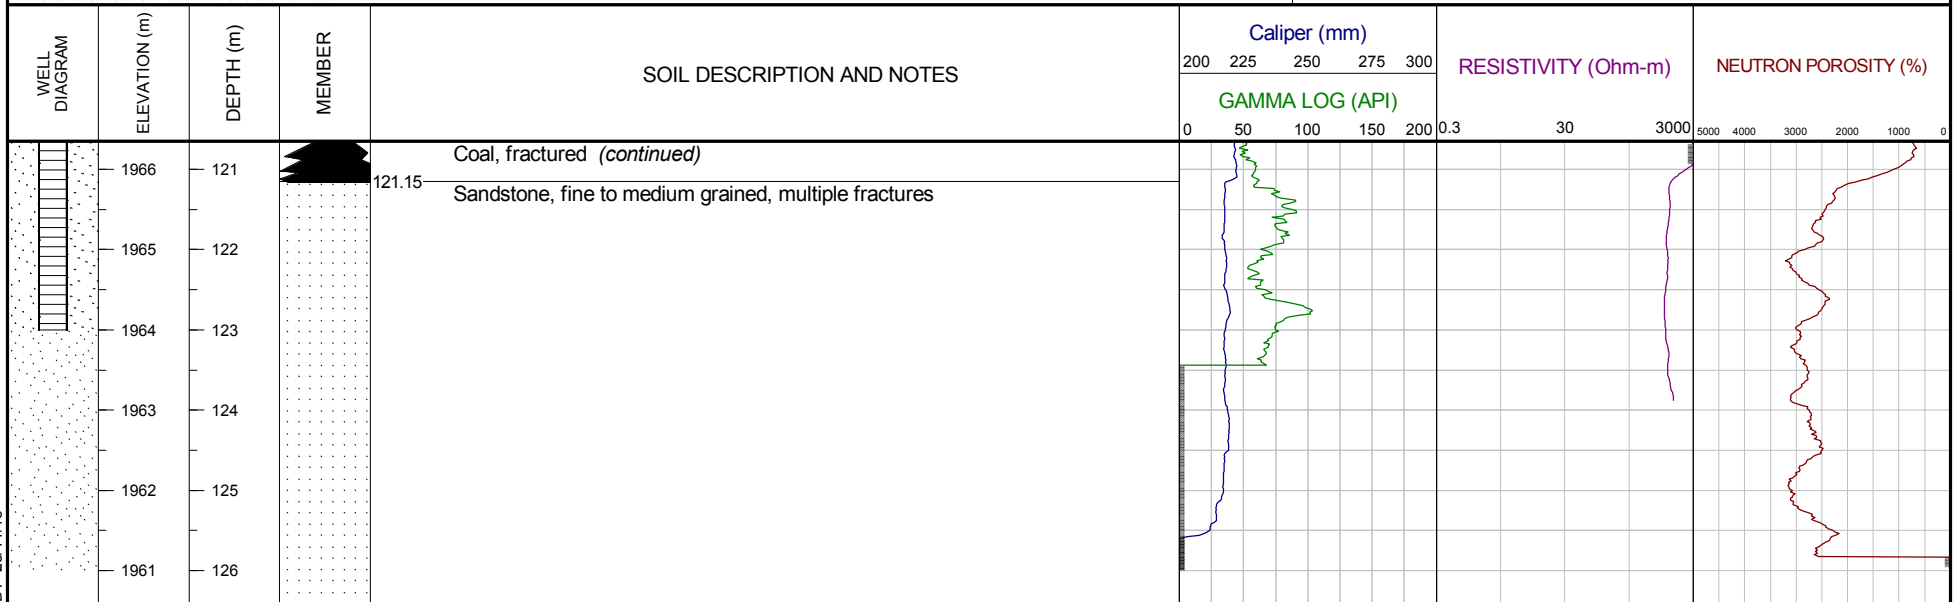 WELL DIAGRAM
ELEVATION (m)
DEPTH (m)
MEMBER
SOIL DESCRIPTION AND NOTES
Caliper (mm)
200 225 250 275 300
GAMMA LOG (API)
0 50 100 150 200
RESISTIVITY (Ohm-m)
0.3 30 3000
NEUTRON POROSITY (%)
5000 4000 3000 2000 1000 0
Coal, fractured (continued)
1966 121
121.15
Sandstone, fine to medium grained, multiple fractures
1965 122
1964 123
1963 124
1962 125
1961 126